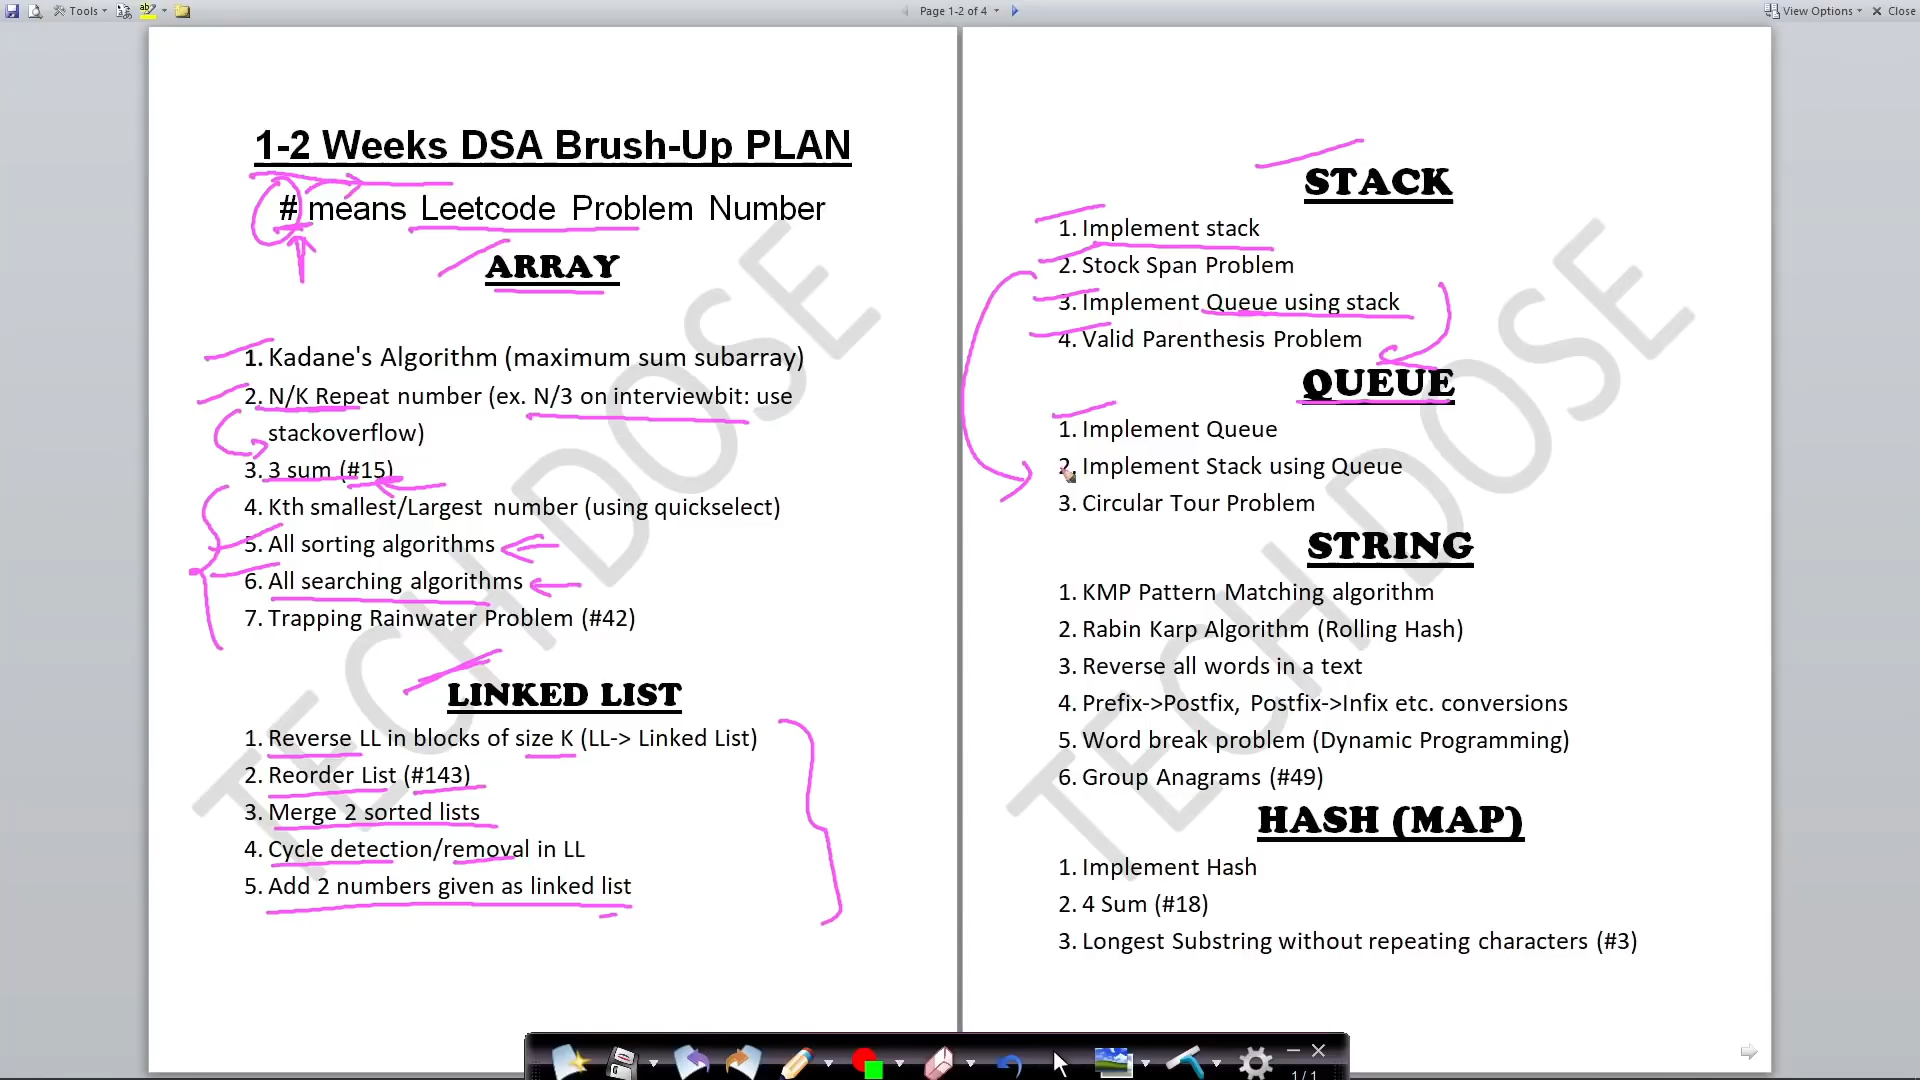 Tools
Page 1-2 of 4
View Options
Close
1-2 Weeks DSA Brush-Up PLAN
# means Leetcode Problem Number
ARRAY
1. Kadane's Algorithm (maximum sum subarray)
2. N/K Repeat number (ex. N/3 on interviewbit: use
stackoverflow)
3. 3 sum (#15)
4. Kth smallest/Largest number (using quickselect)
5. All sorting algorithms
6. All searching algorithms
7. Trapping Rainwater Problem (#42)
LINKED LIST
1. Reverse LL in blocks of size K (LL-> Linked List)
2. Reorder List (#143)
3. Merge 2 sorted lists
4. Cycle detection/removal in LL
5. Add 2 numbers given as linked list
TECH DOSE
STACK
1. Implement stack
2. Stock Span Problem
3. Implement Queue using stack
4. Valid Parenthesis Problem
QUEUE
1. Implement Queue
2. Implement Stack using Queue
3. Circular Tour Problem
STRING
1. KMP Pattern Matching algorithm
2. Rabin Karp Algorithm (Rolling Hash)
3. Reverse all words in a text
4. Prefix->Postfix, Postfix->Infix etc. conversions
5. Word break problem (Dynamic Programming)
6. Group Anagrams (#49)
HASH (MAP)
1. Implement Hash
2. 4 Sum (#18)
3. Longest Substring without repeating characters (#3)
TECH DOSE
1/1